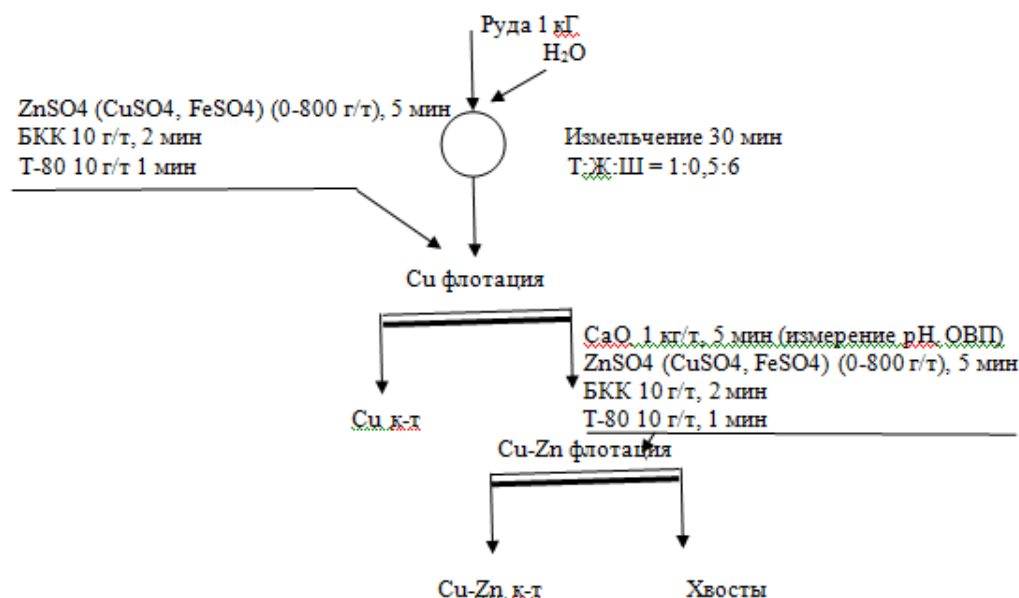 Руда 1 кГ
H₂O
ZnSO4 (CuSO4, FeSO4) (0-800 г/т), 5 мин
БКК 10 г/т, 2 мин
Т-80 10 г/т 1 мин
Измельчение 30 мин
Т:Ж:Ш = 1:0,5:6
Cu флотация
CaO 1 кг/т, 5 мин (измерение pH, ОВП)
ZnSO4 (CuSO4, FeSO4) (0-800 г/т), 5 мин
БКК 10 г/т, 2 мин
Т-80 10 г/т, 1 мин
Cu к-т
Cu-Zn флотация
Cu-Zn к-т
Хвосты